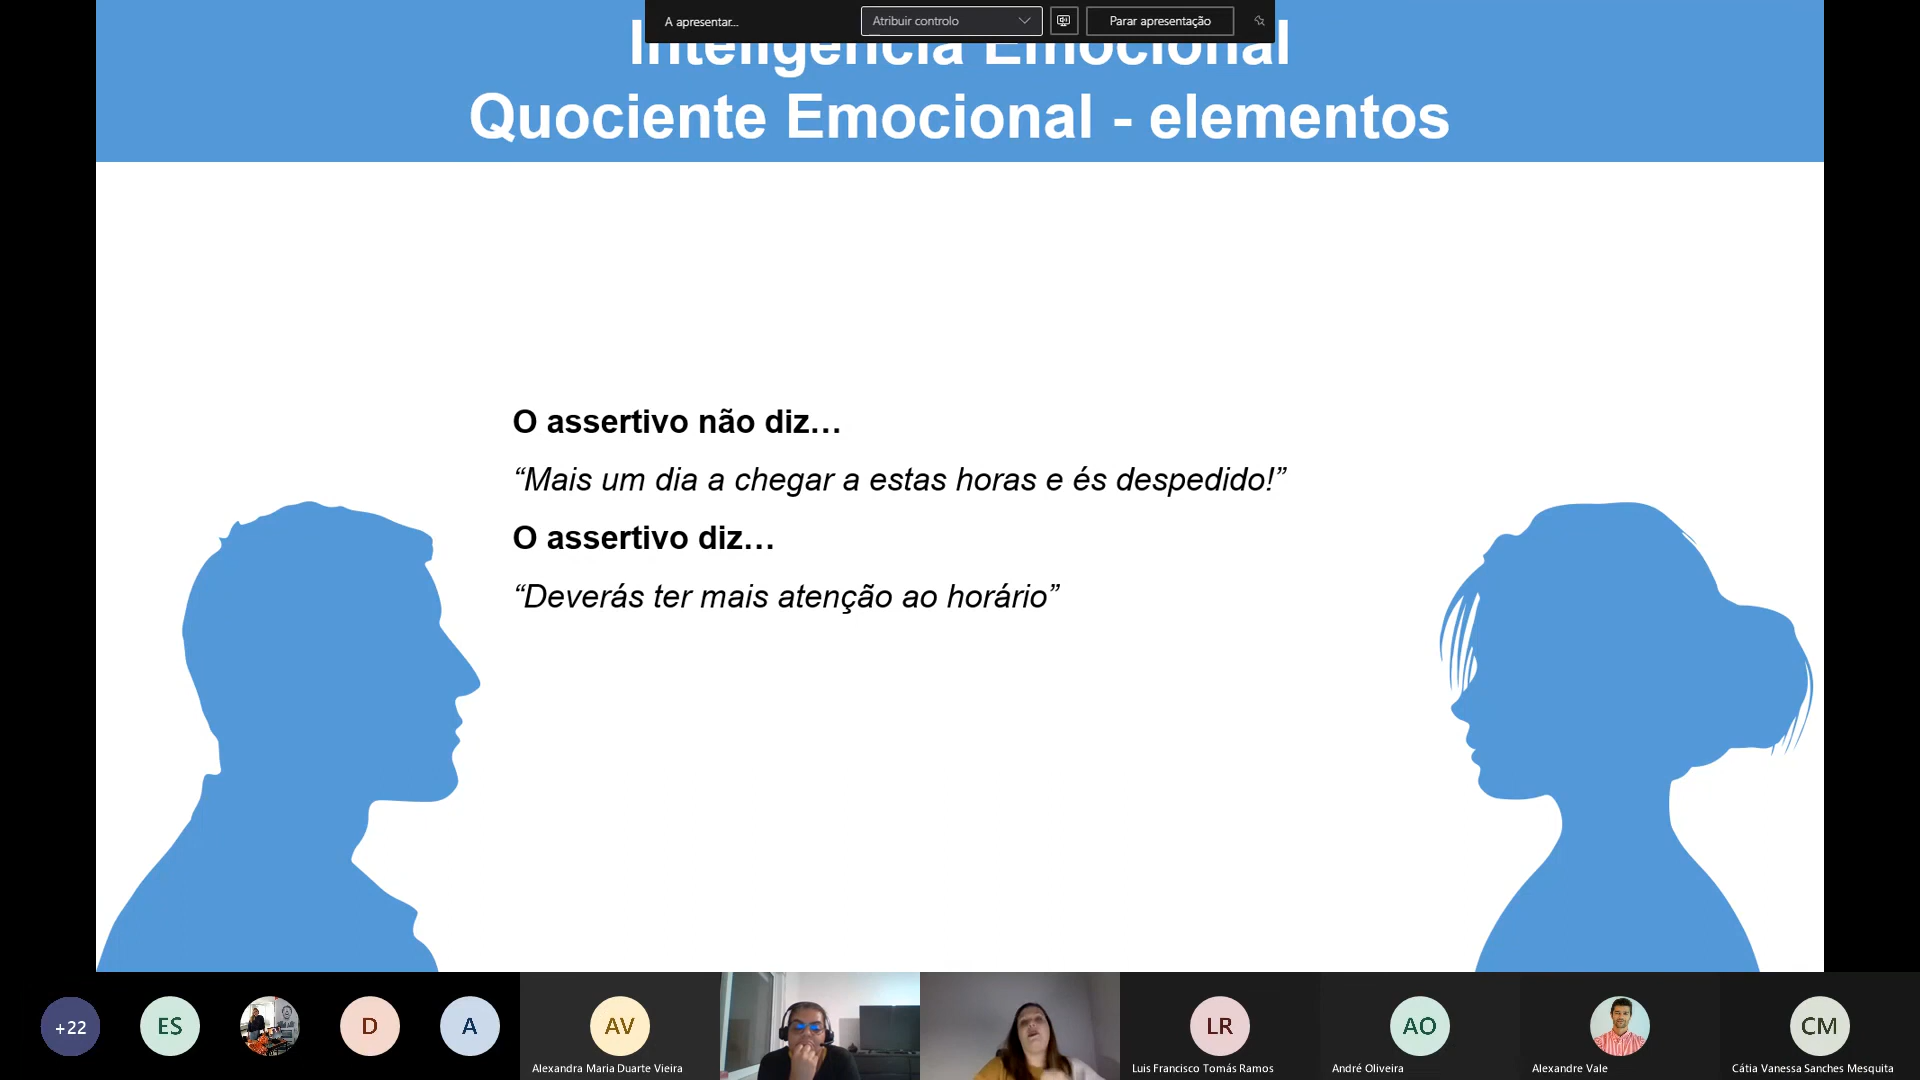 A apresentar...
Atribuir controlo
Parar apresentação
Inteligência Emocional
Quociente Emocional - elementos
O assertivo não diz…
“Mais um dia a chegar a estas horas e és despedido!”
O assertivo diz…
“Deverás ter mais atenção ao horário”
+22
ES
D
A
AV
LR
AO
CM
Alexandra Maria Duarte Vieira
Luis Francisco Tomás Ramos
André Oliveira
Alexandre Vale
Cátia Vanessa Sanches Mesquita